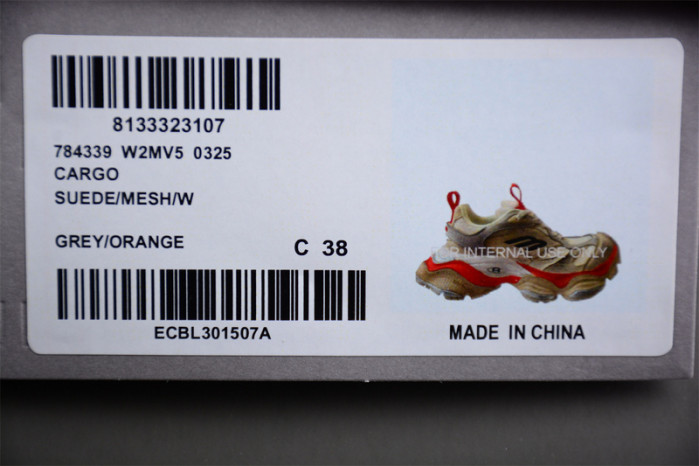 8133323107
784339 W2MV5 0325
CARGO
SUEDE/MESH/W
GREY/ORANGE
C 38
ECBL301507A
FOR INTERNAL USE ONLY
MADE IN CHINA